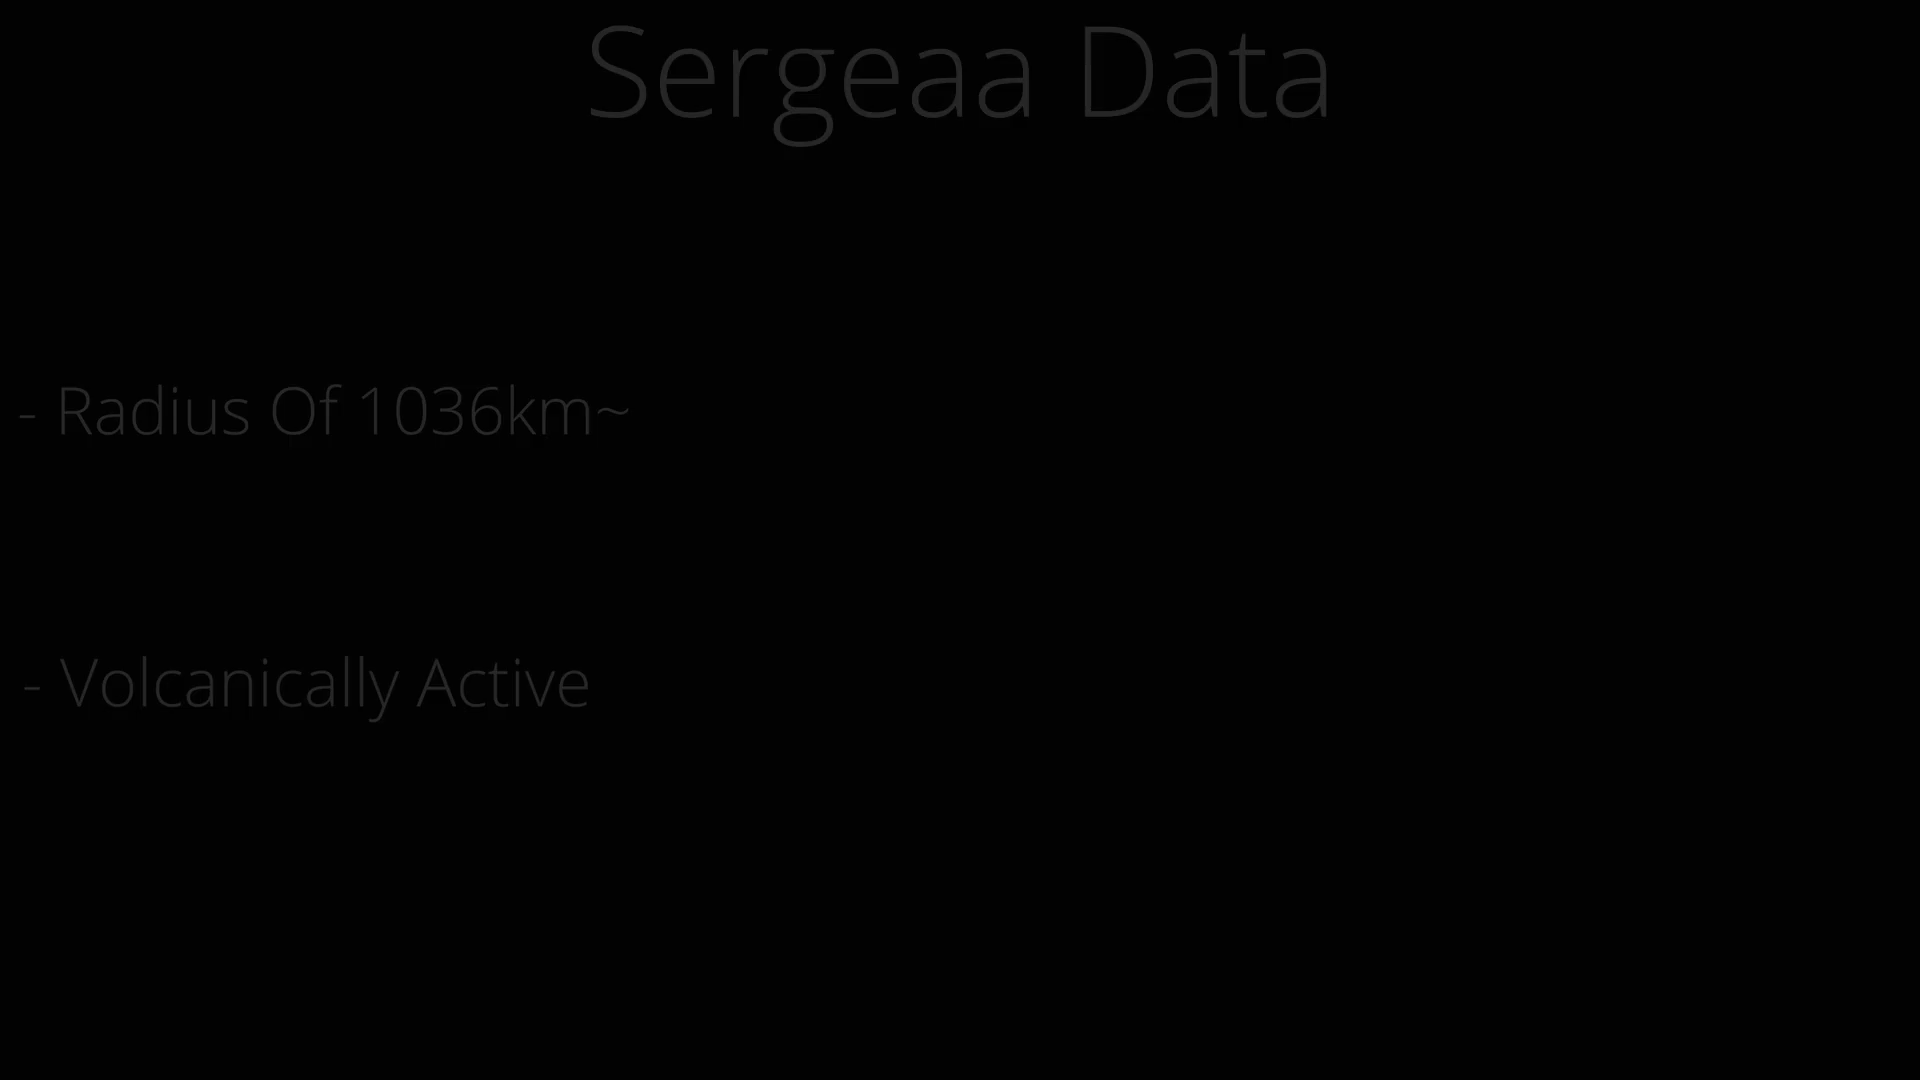 Sergeaa Data
- Radius Of 1036km~
- Volcanically Active